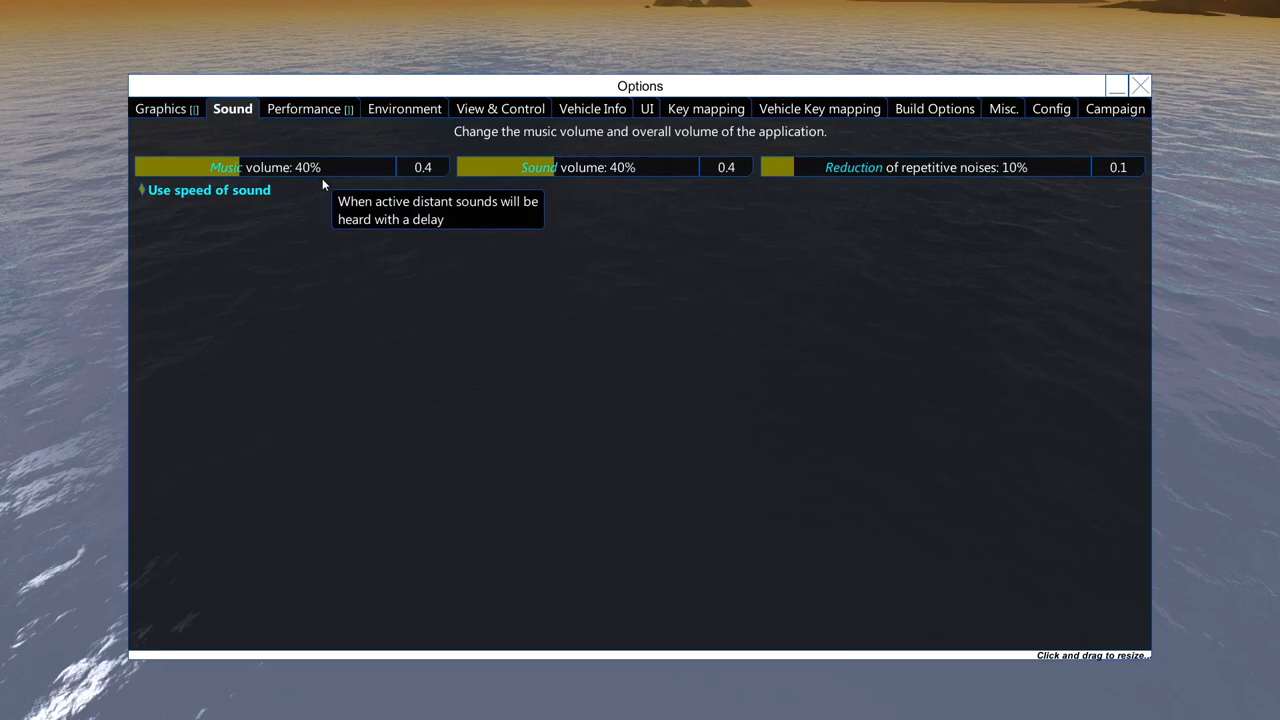 Options
Graphics [[] Sound Performance []] Environment View & Control Vehicle Info UI Key mapping Vehicle Key mapping Build Options Misc. Config Campaign
Change the music volume and overall volume of the application.
Music volume: 40% 0.4 Sound volume: 40% 0.4 Reduction of repetitive noises: 10% 0.1
Use speed of sound
When active distant sounds will be
heard with a delay
Click and drag to resize..